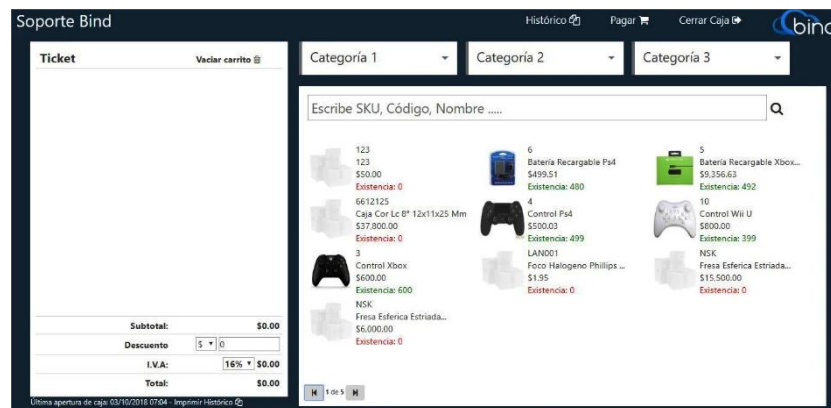 Soporte Bind
Histórico
Pagar
Cerrar Caja
bind
Ticket
Vaciar carrito
Categoría 1
Categoría 2
Categoría 3
Escribe SKU, Código, Nombre .....
123
123
$50.00
Existencia: 0
6
Batería Recargable Ps4
$499.51
Existencia: 480
5
Batería Recargable Xbox...
$9,356.63
Existencia: 492
6612125
Caja Cor Lc 8° 12x11x25 Mm
$37,800.00
Existencia: 0
4
Control Ps4
$500.03
Existencia: 499
10
Control Wii U
$800.00
Existencia: 399
3
Control Xbox
$600.00
Existencia: 600
LAN001
Foco Halogeno Phillips ...
$1.95
Existencia: 0
NSK
Fresa Esferica Estriada...
$15,500.00
Existencia: 0
NSK
Fresa Esferica Estriada...
$6,000.00
Existencia: 0
Subtotal: $0.00
Descuento $ 0
I.V.A: 16% $0.00
Total: $0.00
Última apertura de caja: 03/10/2018 07:04 - Imprimir Histórico
1 de 5